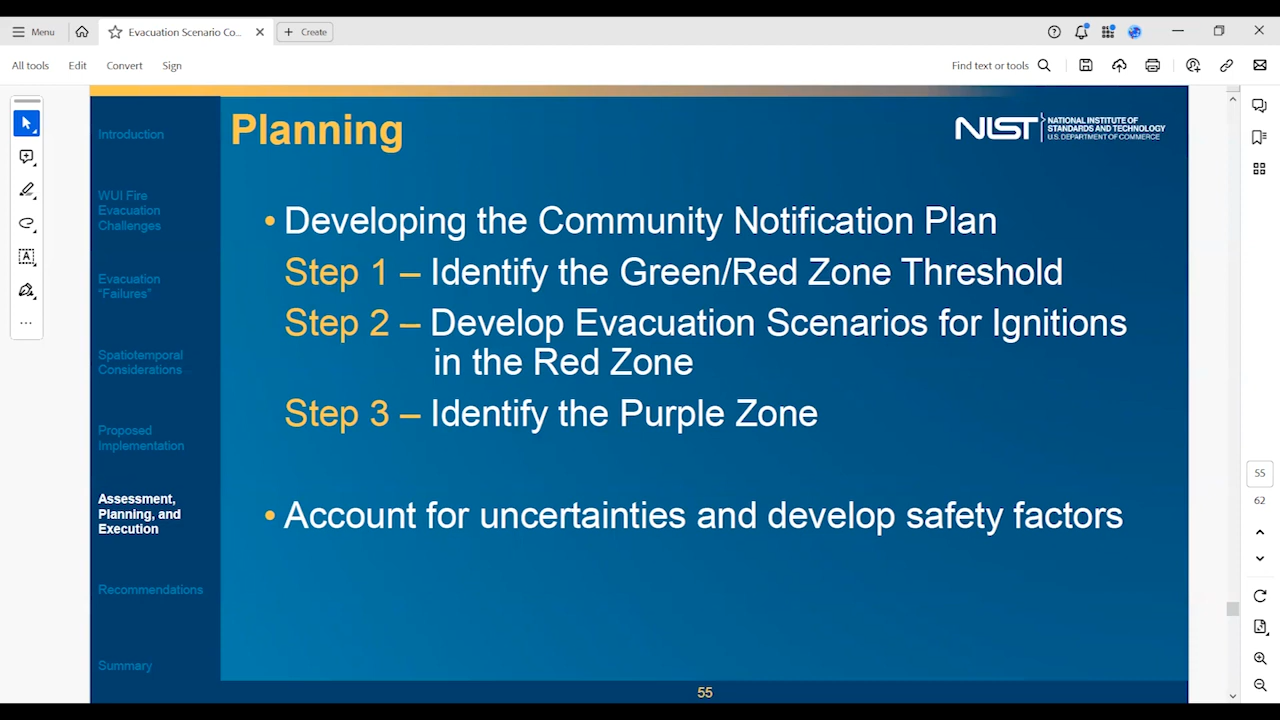 Menu
Evacuation Scenario Co...
Create
All tools
Edit
Convert
Sign
Find text or tools
Planning
NIST
NATIONAL INSTITUTE OF
STANDARDS AND TECHNOLOGY
U.S. DEPARTMENT OF COMMERCE
Introduction
WUI Fire
Evacuation
Challenges
Evacuation
“Failures”
Spatiotemporal
Considerations
Proposed
Implementation
Assessment,
Planning, and
Execution
Recommendations
Summary
• Developing the Community Notification Plan
Step 1 – Identify the Green/Red Zone Threshold
Step 2 – Develop Evacuation Scenarios for Ignitions
in the Red Zone
Step 3 – Identify the Purple Zone
• Account for uncertainties and develop safety factors
55
55
62